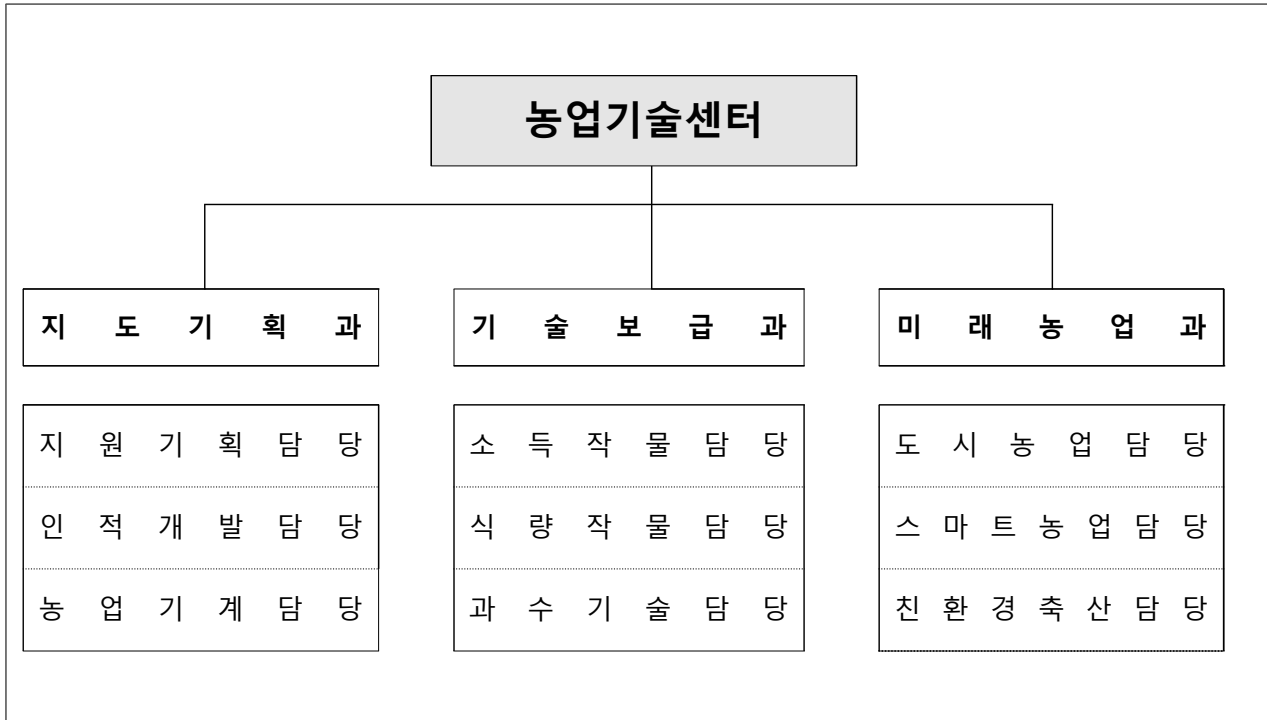 농업기술센터
지도기획과
기술보급과
미래농업과
지원기획담당
인적개발담당
농업기계담당
소득작물담당
식량작물담당
과수기술담당
도시농업담당
스마트농업담당
친환경축산담당